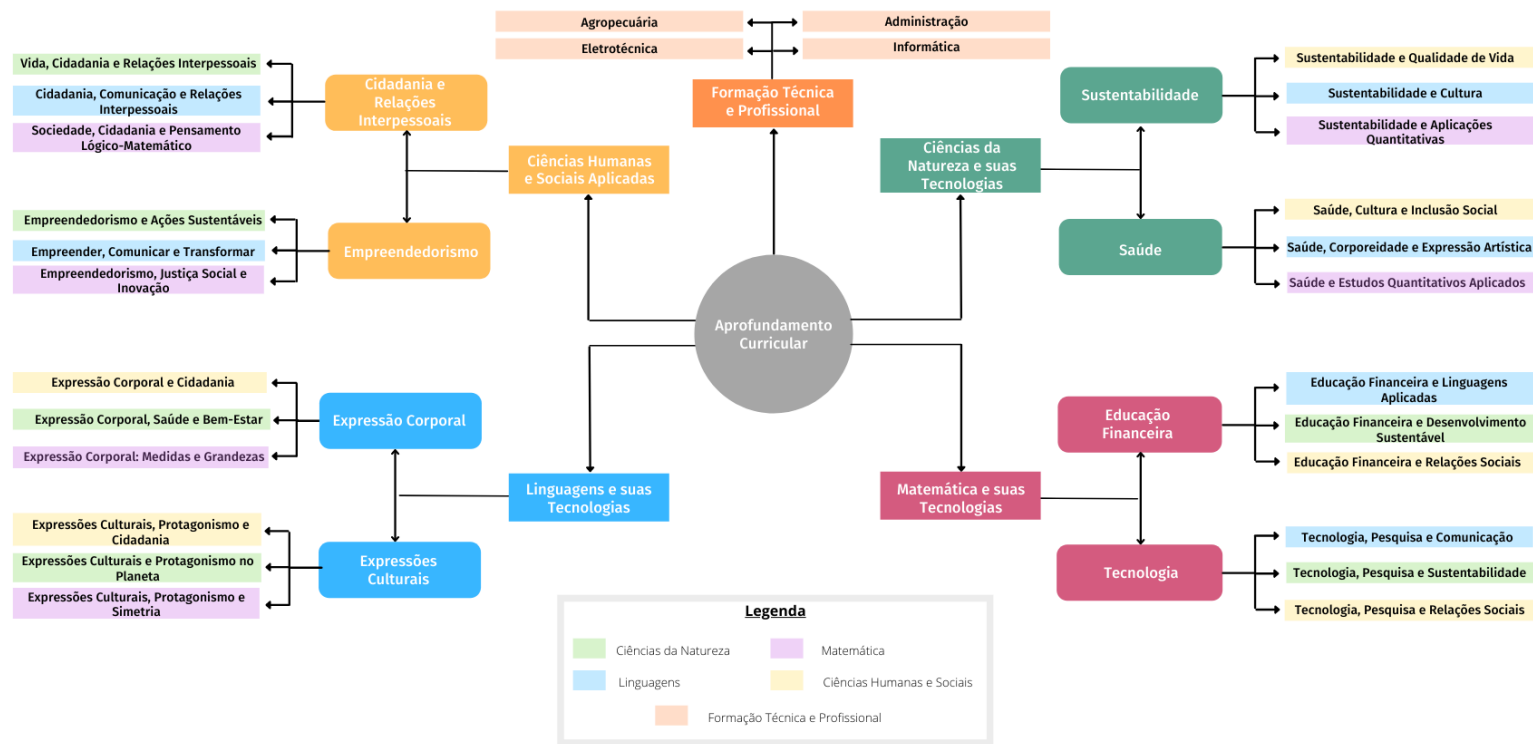 Agropecuária
Administração
Eletrotécnica
Informática
Formação Técnica
e Profissional
Vida, Cidadania e Relações Interpessoais
Cidadania, Comunicação e Relações
Interpessoais
Sociedade, Cidadania e Pensamento
Lógico-Matemático
Cidadania e
Relações
Interpessoais
Ciências Humanas
e Sociais Aplicadas
Empreendedorismo e Ações Sustentáveis
Empreender, Comunicar e Transformar
Empreendedorismo, Justiça Social e
Inovação
Empreendedorismo
Sustentabilidade
Sustentabilidade e Qualidade de Vida
Sustentabilidade e Cultura
Sustentabilidade e Aplicações
Quantitativas
Ciências da
Natureza e suas
Tecnologias
Saúde
Saúde, Cultura e Inclusão Social
Saúde, Corporeidade e Expressão Artística
Saúde e Estudos Quantitativos Aplicados
Aprofundamento
Curricular
Expressão Corporal e Cidadania
Expressão Corporal, Saúde e Bem-Estar
Expressão Corporal: Medidas e Grandezas
Expressão Corporal
Linguagens e suas
Tecnologias
Expressões Culturais, Protagonismo e
Cidadania
Expressões Culturais e Protagonismo no
Planeta
Expressões Culturais, Protagonismo e
Simetria
Expressões
Culturais
Educação
Financeira
Educação Financeira e Linguagens
Aplicadas
Educação Financeira e Desenvolvimento
Sustentável
Educação Financeira e Relações Sociais
Matemática e suas
Tecnologias
Tecnologia
Tecnologia, Pesquisa e Comunicação
Tecnologia, Pesquisa e Sustentabilidade
Tecnologia, Pesquisa e Relações Sociais
Legenda
Ciências da Natureza
Matemática
Linguagens
Ciências Humanas e Sociais
Formação Técnica e Profissional